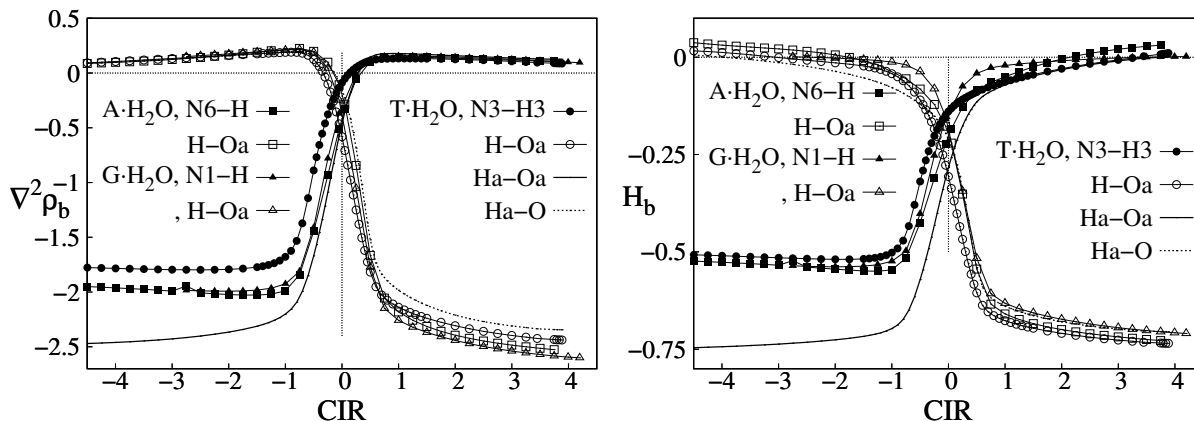 0.5
0
−0.5
−1
−1.5
−2
−2.5
∇²ρb
A·H₂O, N6−H
H−Oa
G·H₂O, N1−H
, H−Oa
T·H₂O, N3−H3
H−Oa
Ha−Oa
Ha−O
−4 −3 −2 −1 0 1 2 3 4
CIR
0
−0.25
−0.5
−0.75
Hb
A·H₂O, N6−H
H−Oa
G·H₂O, N1−H
, H−Oa
T·H₂O, N3−H3
H−Oa
Ha−Oa
Ha−O
−4 −3 −2 −1 0 1 2 3 4
CIR